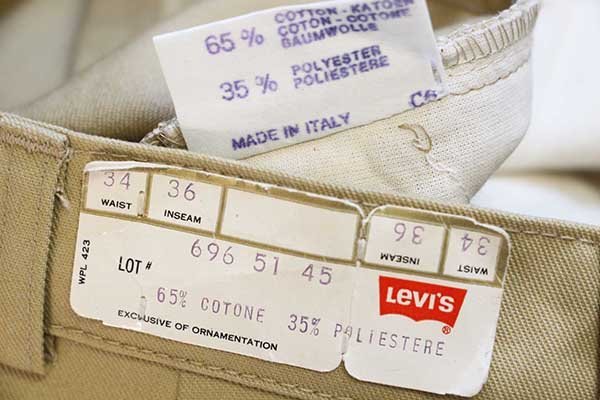 COTTON - KATOEN
65 % COTON - COTONE
BAUMWOLLE
35 % POLYESTER
POLIESTERE
MADE IN ITALY
34 WAIST
36 INSEAM
36 INSEAM
34 WAIST
WPL 423
LOT # 696 51 45
LEVI'S ®
65% COTONE 35% POLIESTERE
EXCLUSIVE OF ORNAMENTATION